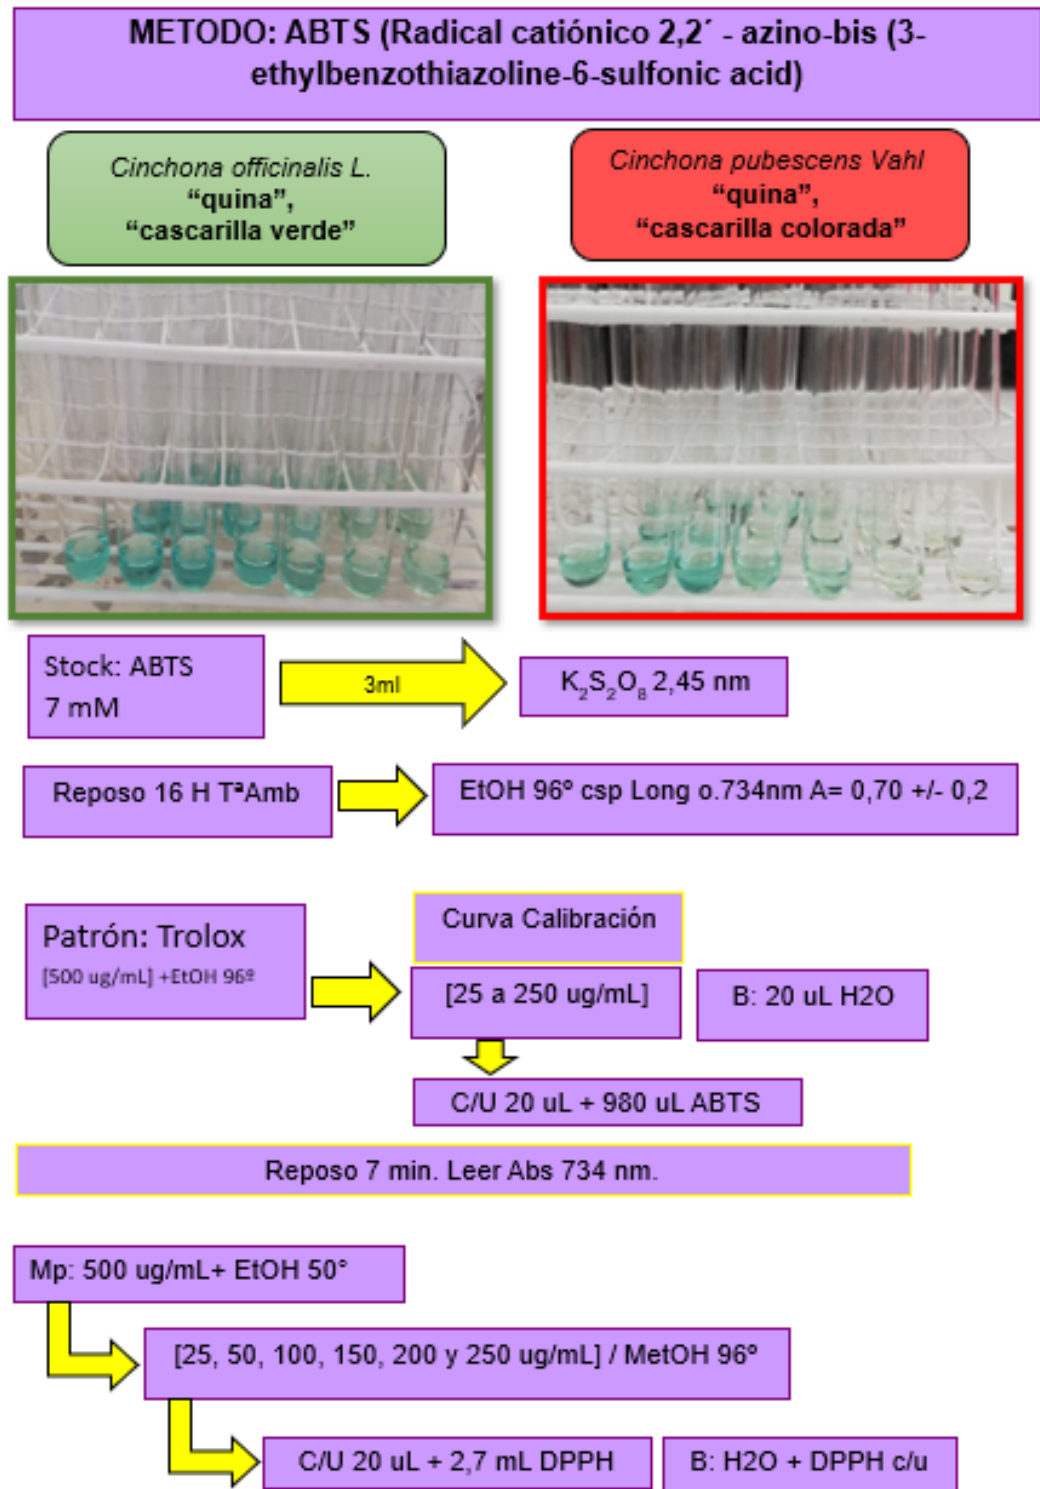 METODO: ABTS (Radical catiónico 2,2´ - azino-bis (3-
ethylbenzothiazoline-6-sulfonic acid)
Cinchona officinalis L.
“quina”,
“cascarilla verde”
Cinchona pubescens Vahl
“quina”,
“cascarilla colorada”
Stock: ABTS
7 mM
3ml
K₂S₂O₈ 2,45 nm
Reposo 16 H TªAmb
EtOH 96º csp Long o.734nm A= 0,70 +/- 0,2
Patrón: Trolox
[500 ug/mL] +EtOH 96º
Curva Calibración
[25 a 250 ug/mL]
B: 20 uL H2O
C/U 20 uL + 980 uL ABTS
Reposo 7 min. Leer Abs 734 nm.
Mp: 500 ug/mL+ EtOH 50°
[25, 50, 100, 150, 200 y 250 ug/mL] / MetOH 96º
C/U 20 uL + 2,7 mL DPPH
B: H2O + DPPH c/u